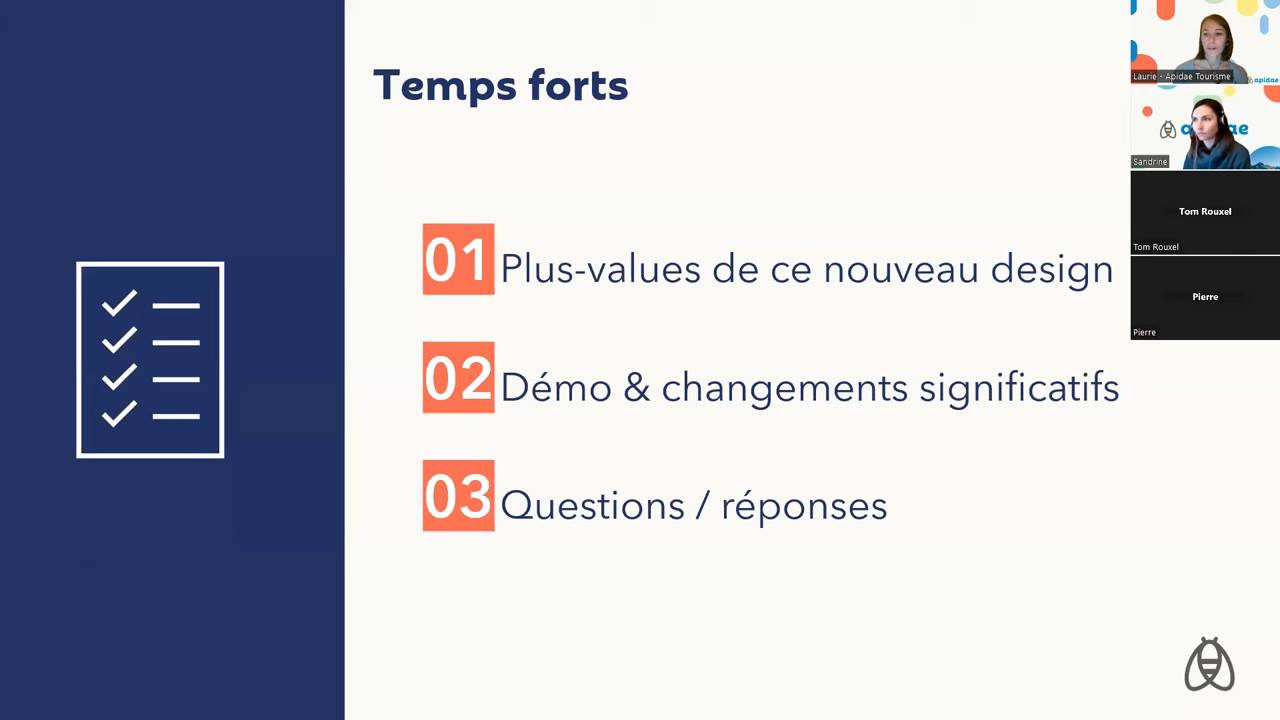 Temps forts
01 Plus-values de ce nouveau design
02 Démo & changements significatifs
03 Questions / réponses
Laurie - Apidae Tourisme
apidae
Sandrine
Tom Rouxel
Tom Rouxel
Pierre
Pierre